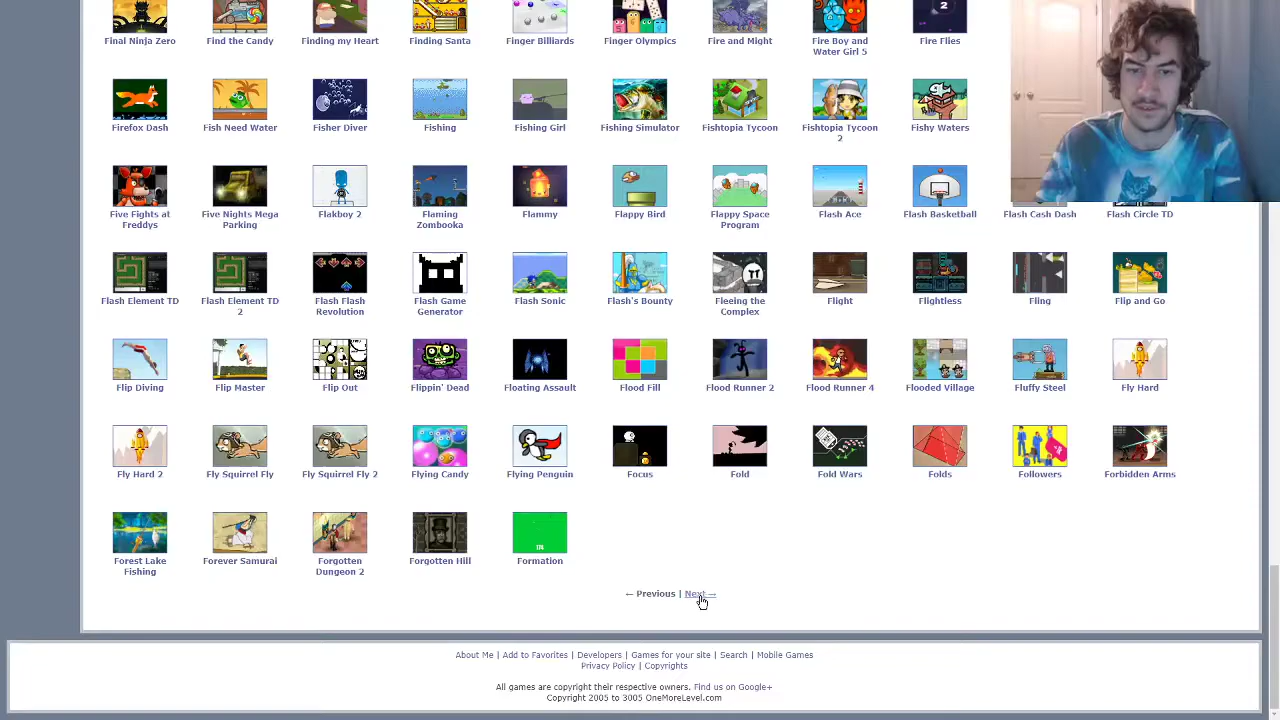 Final Ninja Zero
Find the Candy
Finding my Heart
Finding Santa
Finger Billiards
Finger Olympics
Fire and Might
Fire Boy and
Water Girl 5
2
Fire Flies
Firefox Dash
Fish Need Water
Fisher Diver
Fishing
Fishing Girl
Fishing Simulator
Fishtopia Tycoon
Fishtopia Tycoon
2
Fishy Waters
Five Fights at
Freddys
Five Nights Mega
Parking
Flakboy 2
Flaming
Zombooka
Flammy
Flappy Bird
Flappy Space
Program
Flash Ace
Flash Basketball
Flash Cash Dash
Flash Circle TD
Flash Element TD
Flash Element TD
2
Flash Flash
Revolution
Flash Game
Generator
Flash Sonic
Flash's Bounty
Fleeing the
Complex
Flight
Flightless
Fling
Flip and Go
Flip Diving
Flip Master
Flip Out
Flippin' Dead
Floating Assault
Flood Fill
Flood Runner 2
Flood Runner 4
Flooded Village
Fluffy Steel
Fly Hard
Fly Hard 2
Fly Squirrel Fly
Fly Squirrel Fly 2
Flying Candy
Flying Penguin
Focus
Fold
Fold Wars
Folds
Followers
Forbidden Arms
Forest Lake
Fishing
Forever Samurai
Forgotten
Dungeon 2
Forgotten Hill
Formation
← Previous | Next →
About Me | Add to Favorites | Developers | Games for your site | Search | Mobile Games
Privacy Policy | Copyrights
All games are copyright their respective owners. Find us on Google+
Copyright 2005 to 3005 OneMoreLevel.com